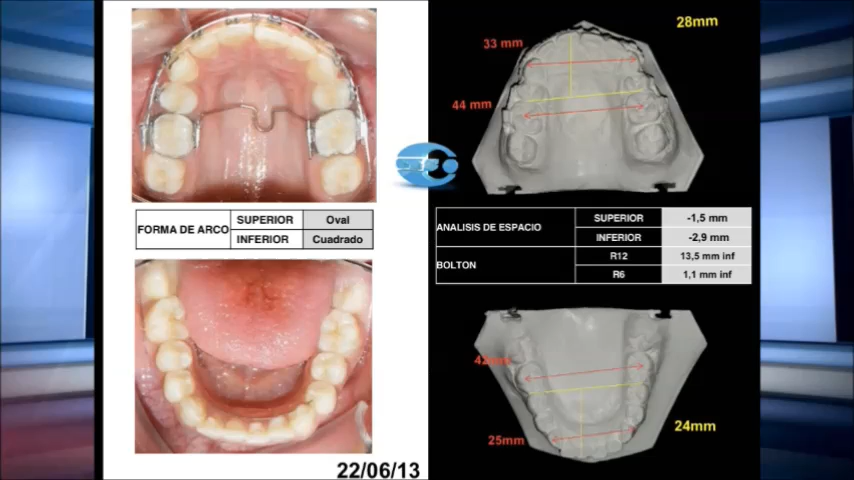 28mm
33 mm
44 mm
FORMA DE ARCO
SUPERIOR
Oval
INFERIOR
Cuadrado
ANALISIS DE ESPACIO
SUPERIOR
-1,5 mm
INFERIOR
-2,9 mm
BOLTON
R12
13,5 mm inf
R6
1,1 mm inf
42mm
24mm
25mm
22/06/13